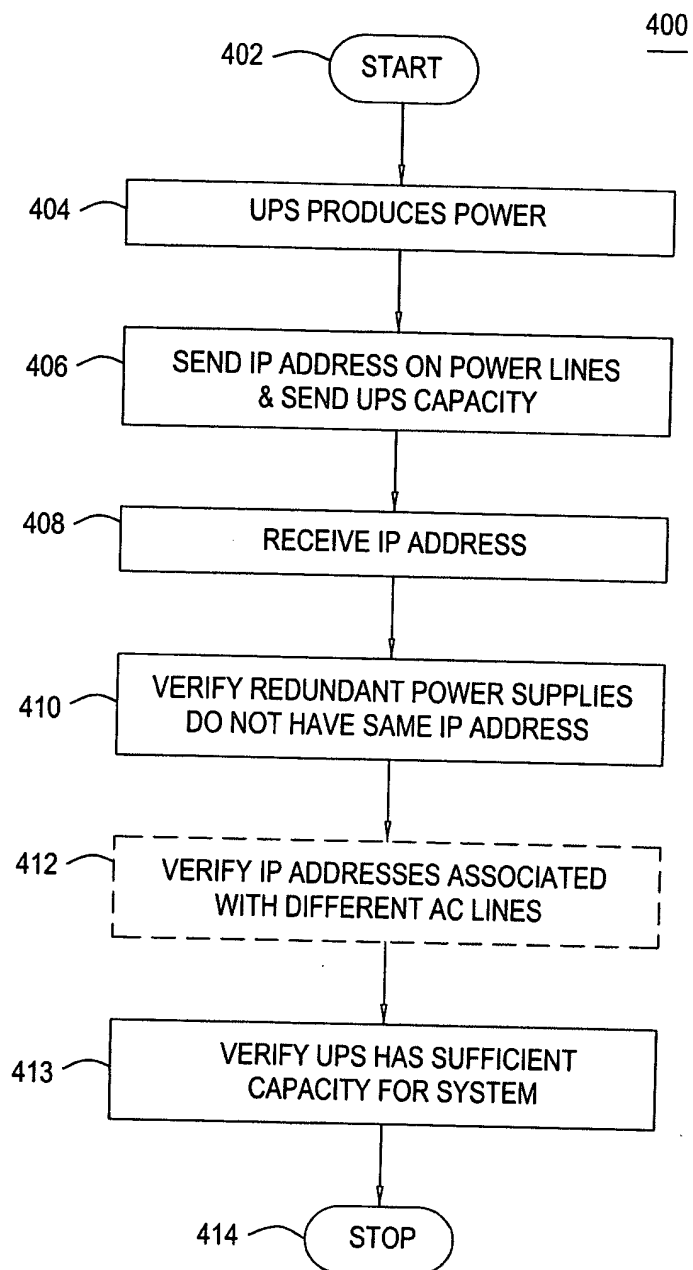 400
402
START
404
UPS PRODUCES POWER
406
SEND IP ADDRESS ON POWER LINES
& SEND UPS CAPACITY
408
RECEIVE IP ADDRESS
410
VERIFY REDUNDANT POWER SUPPLIES
DO NOT HAVE SAME IP ADDRESS
412
VERIFY IP ADDRESSES ASSOCIATED
WITH DIFFERENT AC LINES
413
VERIFY UPS HAS SUFFICIENT
CAPACITY FOR SYSTEM
414
STOP